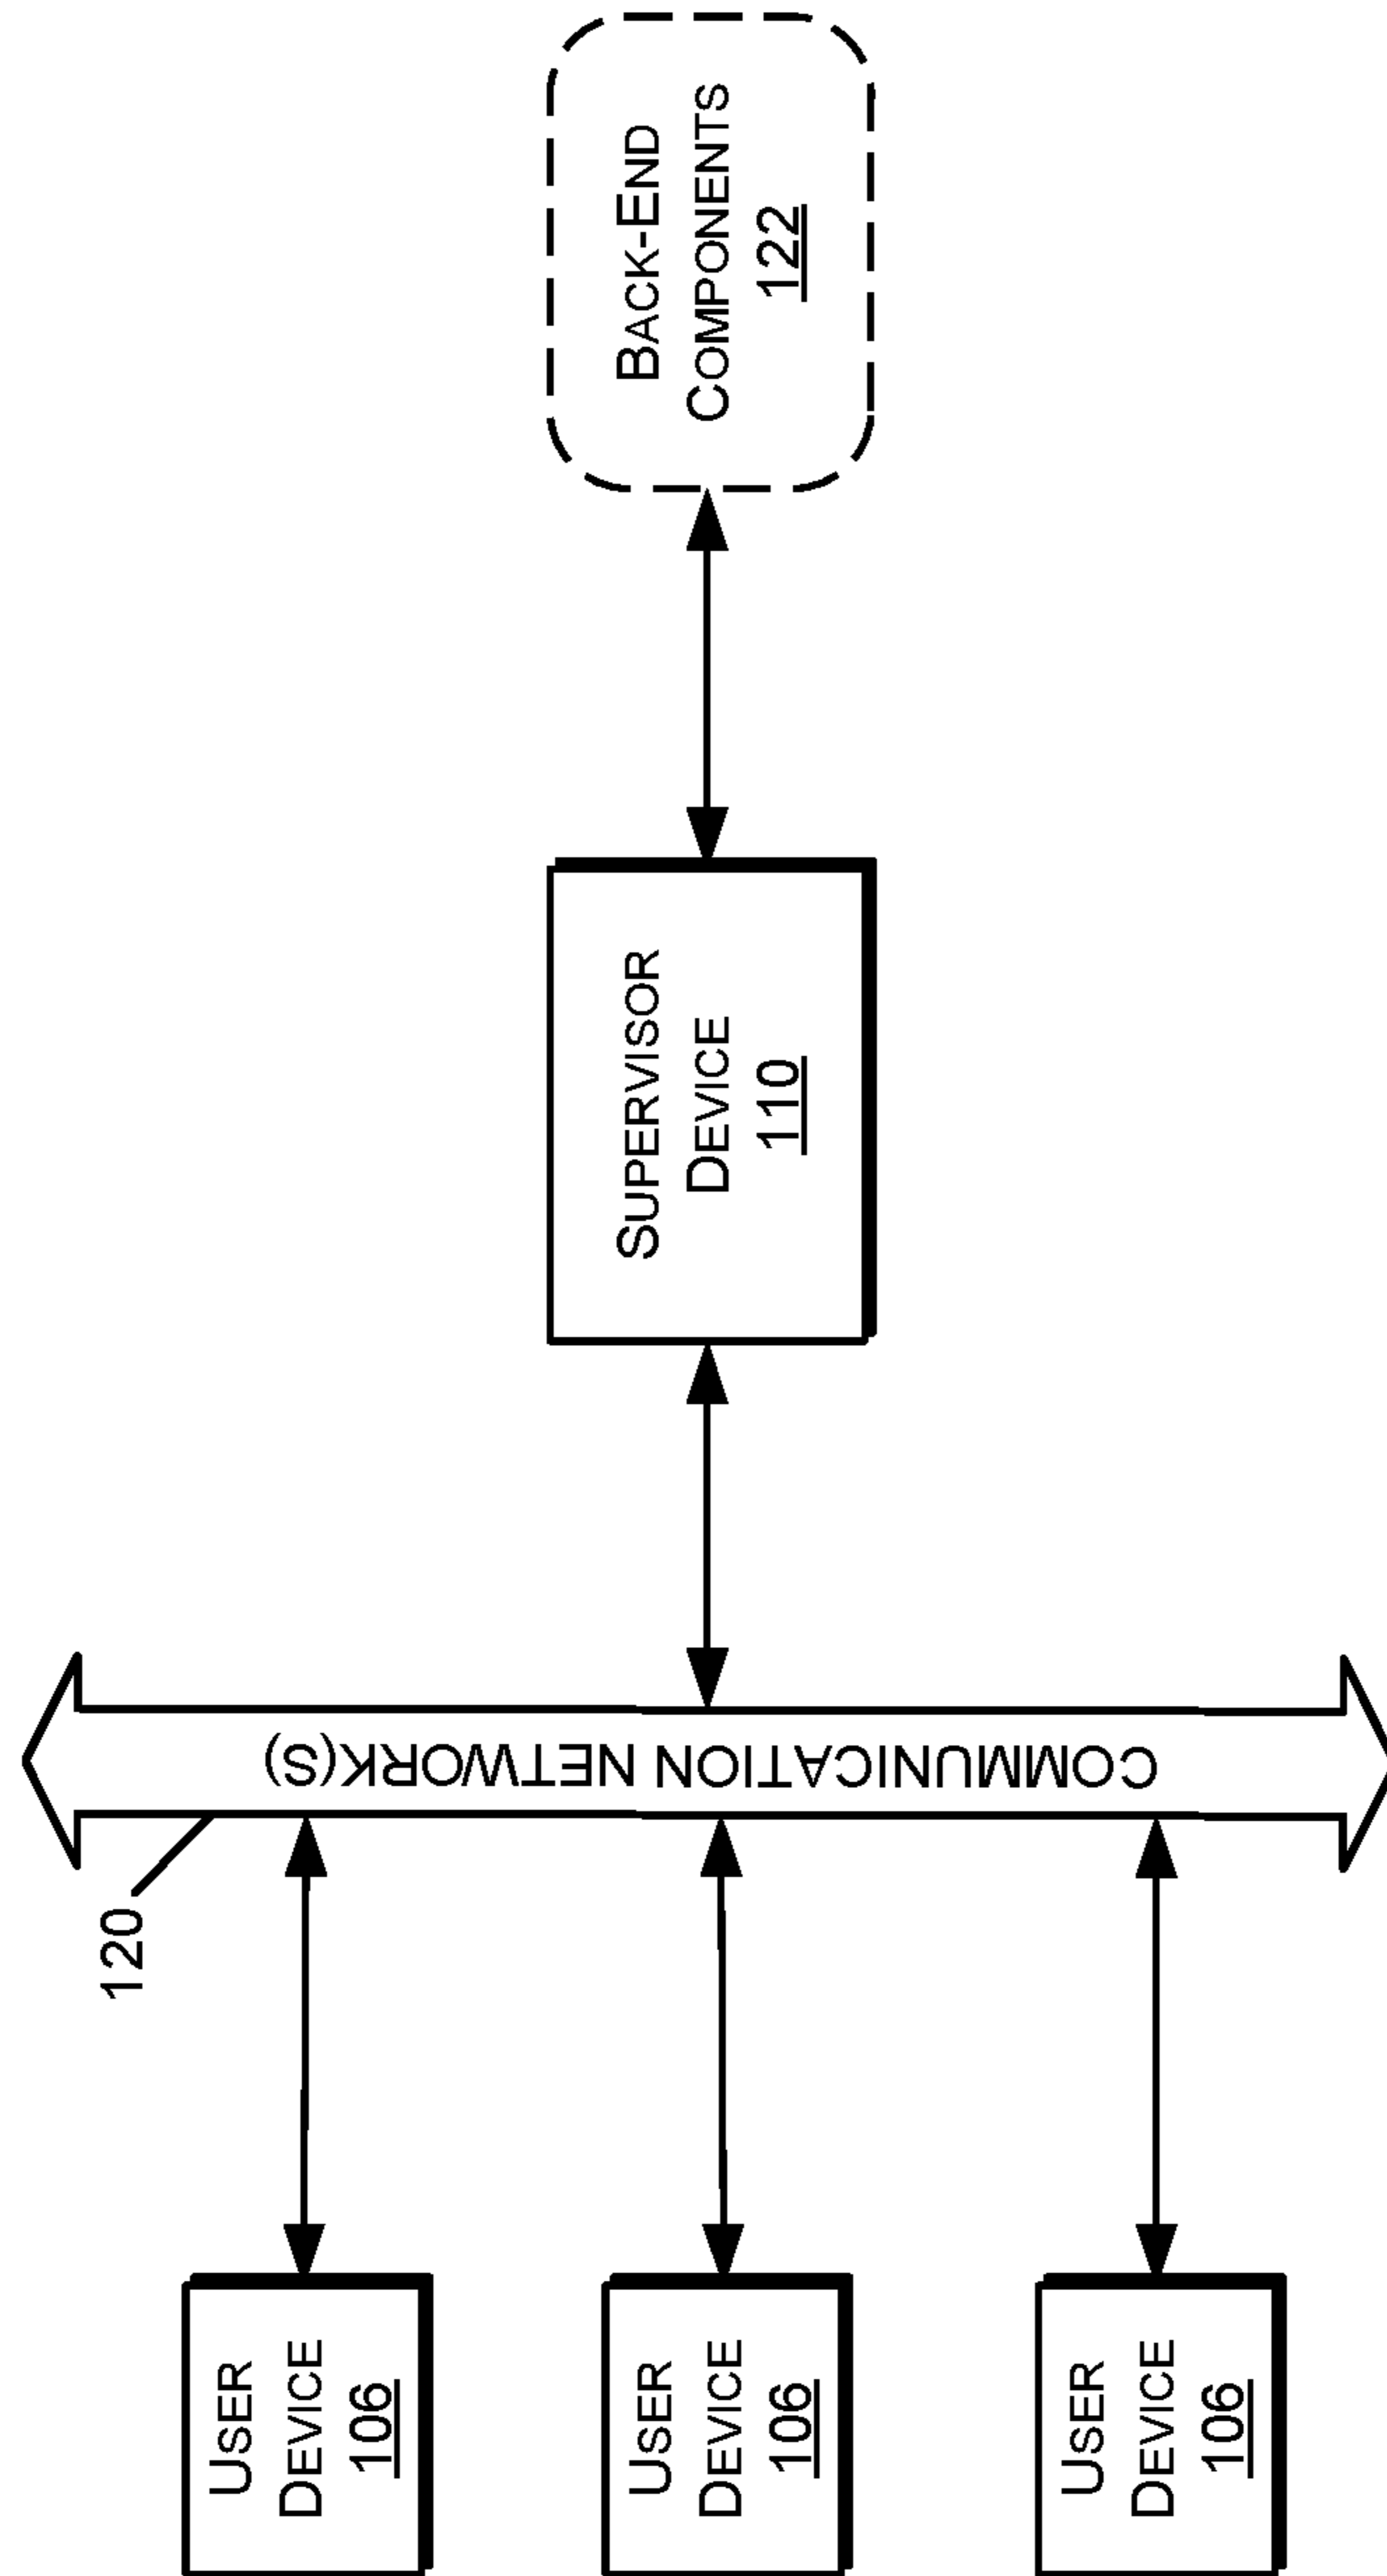 USER
DEVICE
106
USER
DEVICE
106
USER
DEVICE
106
120
COMMUNICATION NETWORK(S)
SUPERVISOR
DEVICE
110
BACK-END
COMPONENTS
122